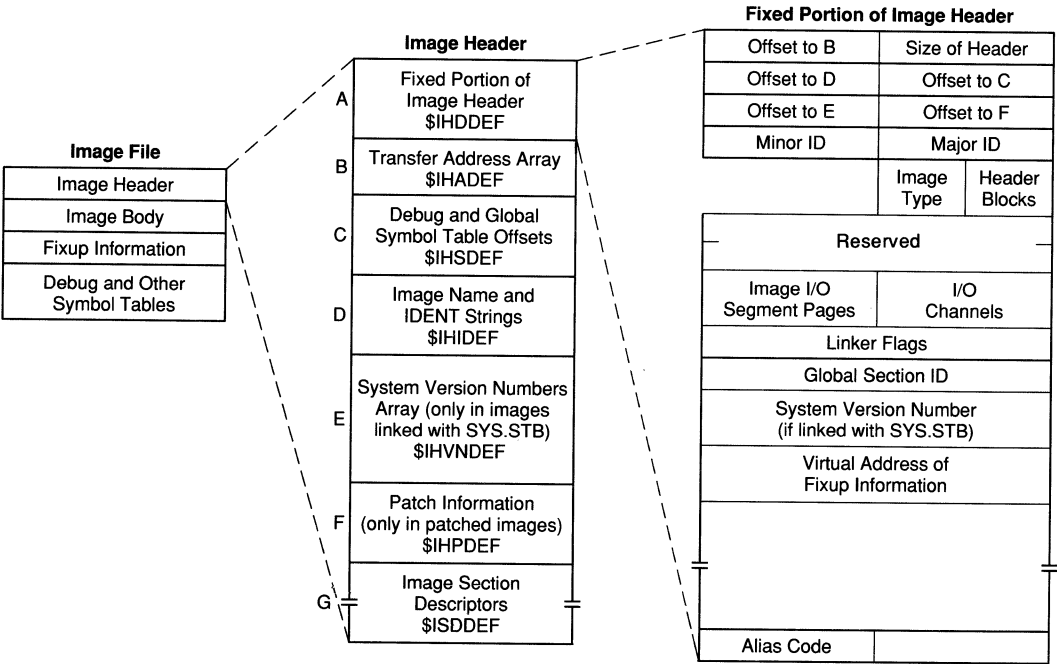 Image File
Image Header
Image Body
Fixup Information
Debug and Other
Symbol Tables
Image Header
A
Fixed Portion of
Image Header
$IHDDEF
B
Transfer Address Array
$IHADEF
C
Debug and Global
Symbol Table Offsets
$IHSDEF
D
Image Name and
IDENT Strings
$IHIDEF
E
System Version Numbers
Array (only in images
linked with SYS.STB)
$IHVNDEF
F
Patch Information
(only in patched images)
$IHPDEF
G
Image Section
Descriptors
$ISDDEF
Fixed Portion of Image Header
Offset to B
Size of Header
Offset to D
Offset to C
Offset to E
Offset to F
Minor ID
Major ID
Image
Type
Header
Blocks
Reserved
Image I/O
Segment Pages
I/O
Channels
Linker Flags
Global Section ID
System Version Number
(if linked with SYS.STB)
Virtual Address of
Fixup Information
Alias Code